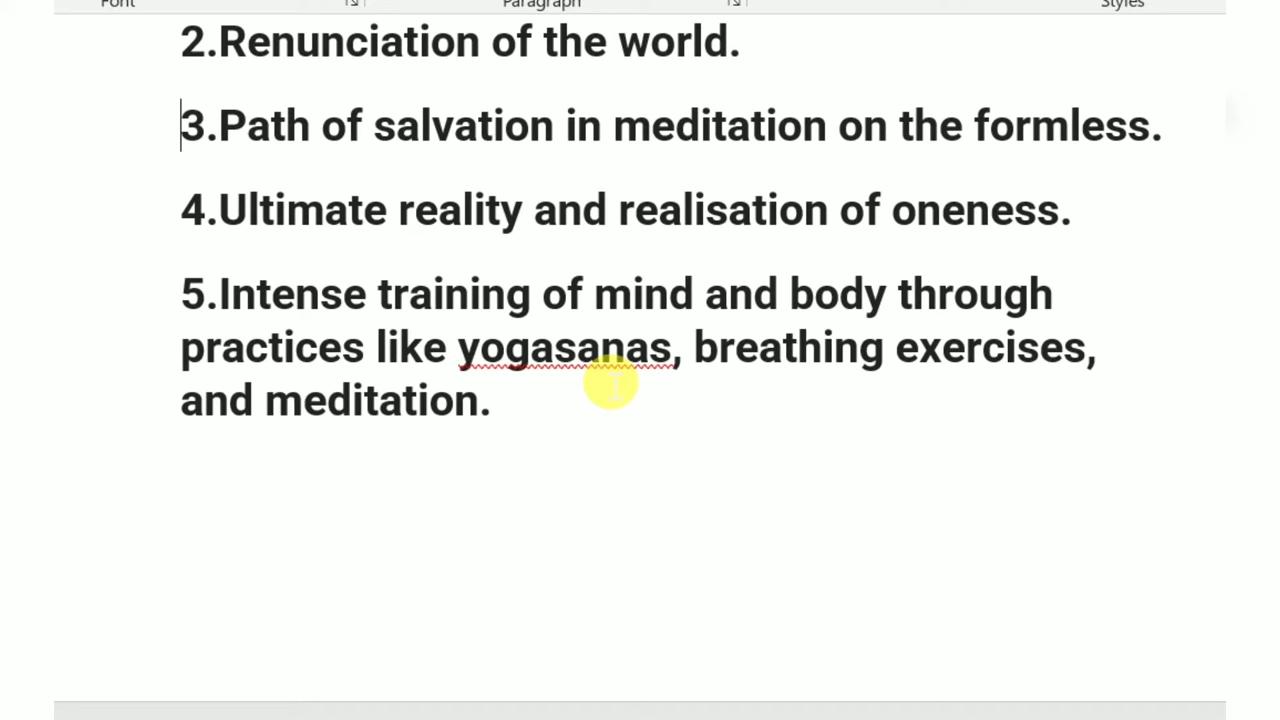 Font Paragraph Styles
2.Renunciation of the world.
3.Path of salvation in meditation on the formless.
4.Ultimate reality and realisation of oneness.
5.Intense training of mind and body through
practices like yogasanas, breathing exercises,
and meditation.